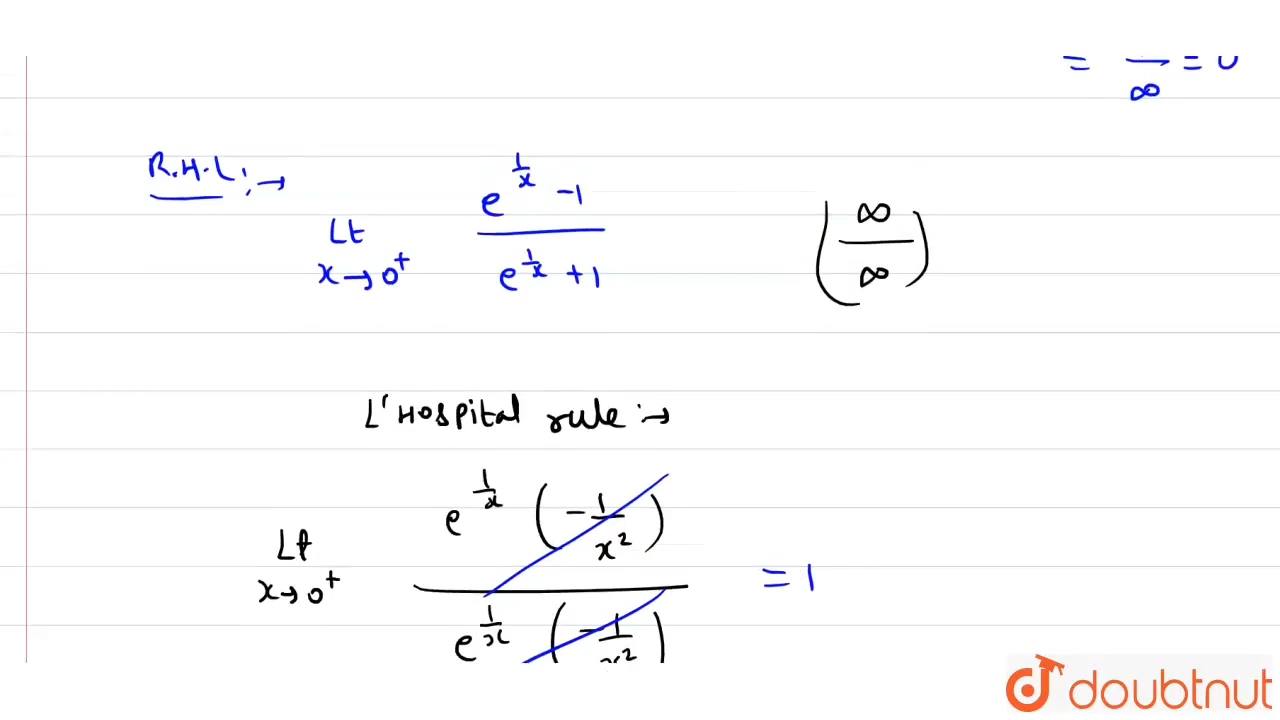 = — = 0
∞
R.H.L :→
Lt x→0⁺ (e^(1/x) - 1)/(e^(1/x) + 1) (∞/∞)
L'Hospital rule :→
Lt x→0⁺ (e^(1/x) (-1/x²))/(e^(1/x) (-1/x²)) = 1
doubtnut